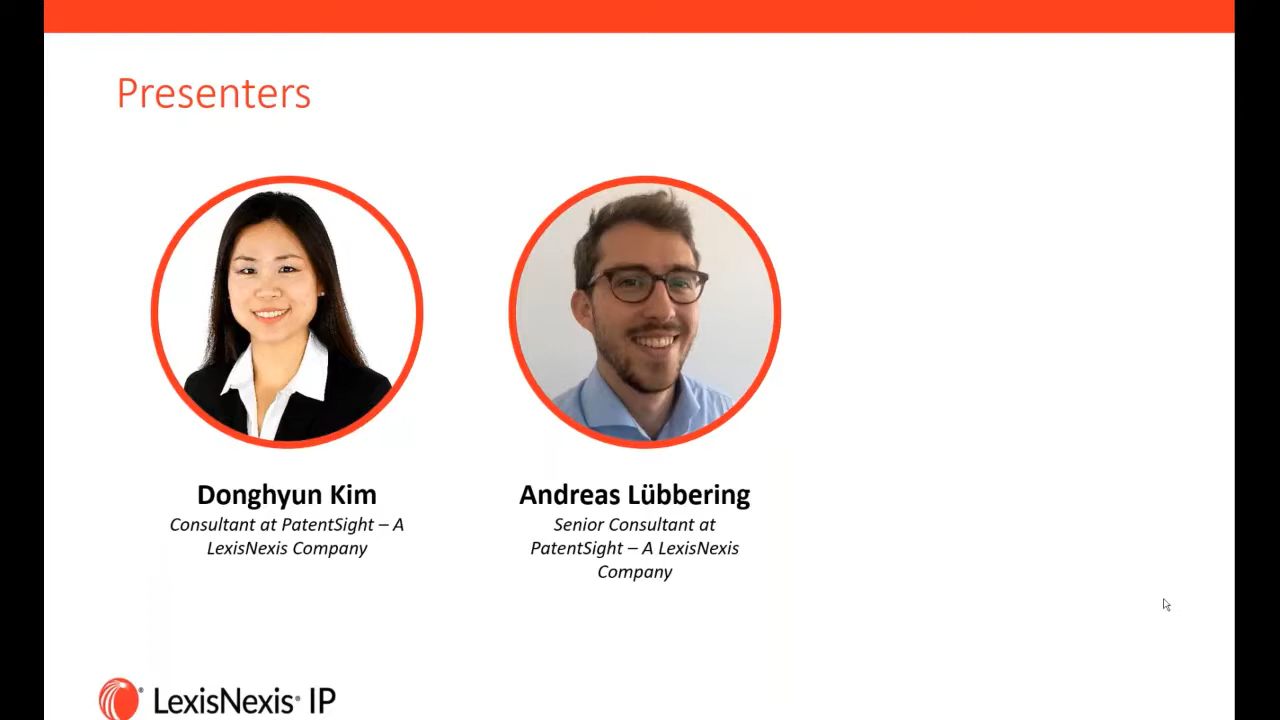 Presenters
Donghyun Kim
Consultant at PatentSight – A
LexisNexis Company
Andreas Lübbering
Senior Consultant at
PatentSight – A LexisNexis
Company
LexisNexis® IP